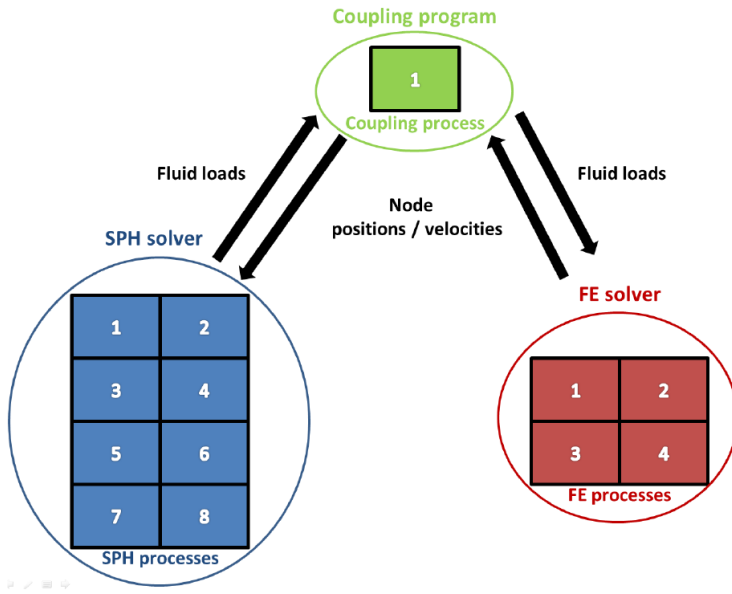 Coupling program
1
Coupling process
Fluid loads
Fluid loads
Node
positions / velocities
SPH solver
FE solver
1 2
3 4
5 6
7 8
SPH processes
1 2
3 4
FE processes